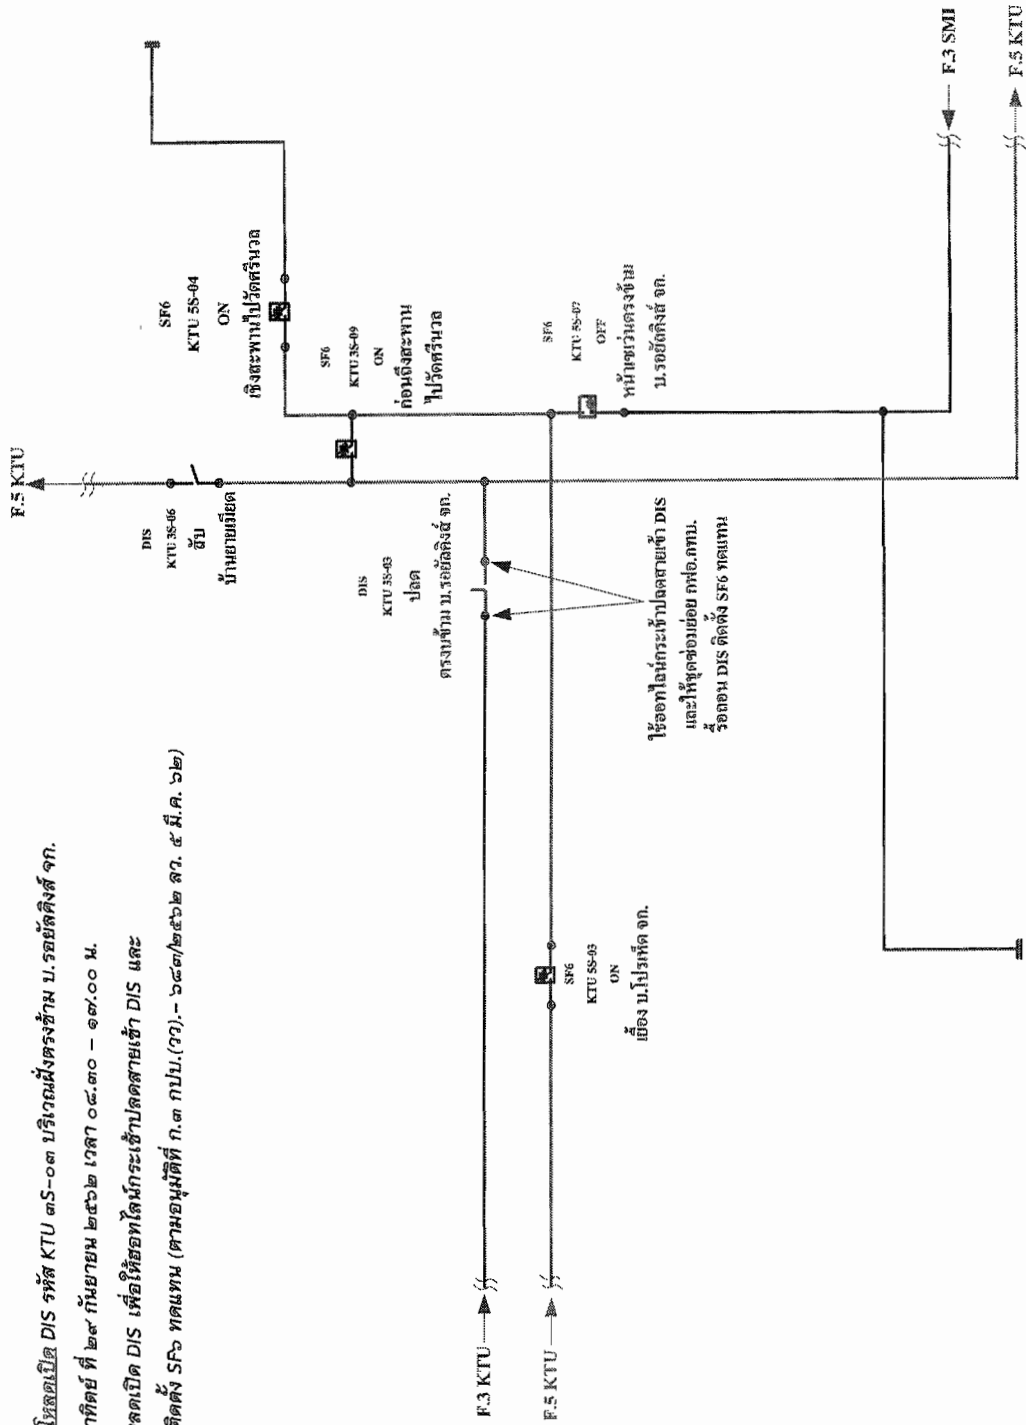 โหลดเปิด DIS รหัส KTU ๓S-๐๓ บริเวณฝั่งตรงข้าม บ.รอยัลคิงส์ จก.
าทิตย์ ที่ ๒๙ กันยายน ๒๕๖๒ เวลา ๐๘.๓๐ – ๑๗.๐๐ น.
ลดเปิด DIS เพื่อให้ฮอทไลน์กระเช้าปลดสายเข้า DIS และ
ติดตั้ง SF๖ ทดแทน (ตามอนุมัติที่ ก.๓ กปบ.(วว).– ๖๘๓/๒๕๖๒ ลว. ๕ มี.ค. ๖๒)
F.5 KTU
DIS
KTU 3S-06
สับ
บ้านยายเมียด
SF6
KTU 5S-04
ON
เชิงสะพานไปวัดศรีนวล
SF6
KTU 3S-09
ON
ก่อนถึงสะพาน
ไปวัดศรีนวล
DIS
KTU 3S-03
ปลด
ตรงข้าม บ.รอยัลคิงส์ จก.
SF6
KTU 5S-07
OFF
หน้าเซเว่นตรงข้าม
บ.รอยัลคิงส์ จก.
ใช้ฮอทไลน์กระเช้าปลดสายเข้า DIS
และให้ชุดซ่อมย่อย กฟอ.กทบ.
รื้อถอน DIS ติดตั้ง SF6 ทดแทน
SF6
KTU 5S-03
ON
เยื้อง บ.โปรเฟ็ค จก.
F.3 KTU
F.5 KTU
F.3 SMI
F.5 KTU